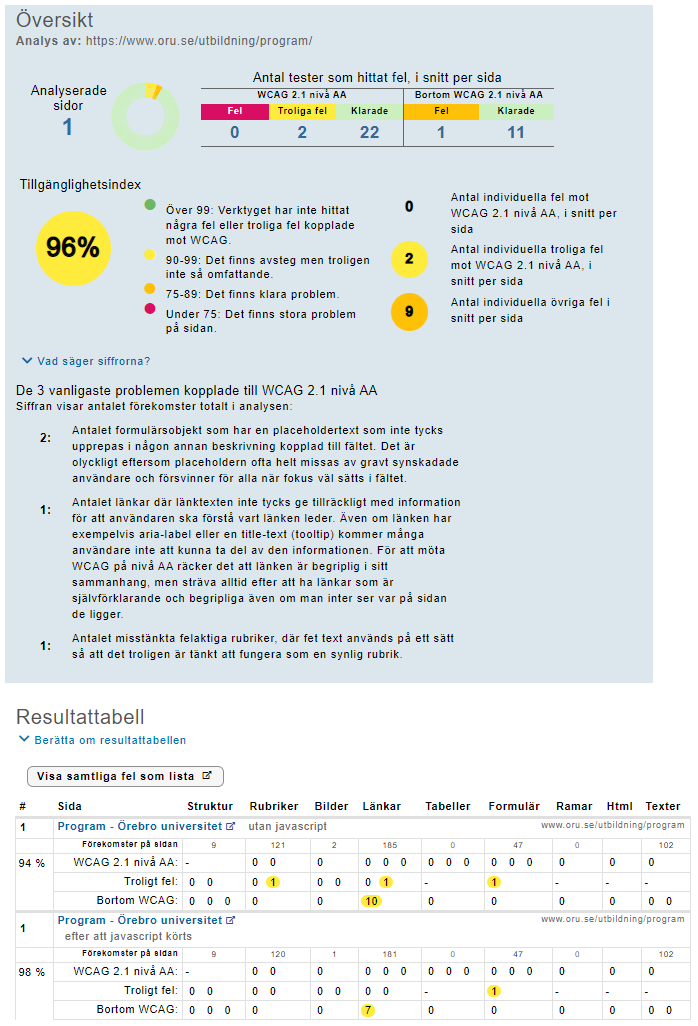 Översikt
Analys av: https://www.oru.se/utbildning/program/
Analyserade
sidor
1
Antal tester som hittat fel, i snitt per sida
WCAG 2.1 nivå AA
Bortom WCAG 2.1 nivå AA
Fel Troliga fel Klarade Fel Klarade
0 2 22 1 11
Tillgänglighetsindex
96%
Över 99: Verktyget har inte hittat
några fel eller troliga fel kopplade
mot WCAG.
90-99: Det finns avsteg men troligen
inte så omfattande.
75-89: Det finns klara problem.
Under 75: Det finns stora problem
på sidan.
0
Antal individuella fel mot
WCAG 2.1 nivå AA, i snitt per
sida
2
Antal individuella troliga fel
mot WCAG 2.1 nivå AA, i
snitt per sida
9
Antal individuella övriga fel i
snitt per sida
Vad säger siffrorna?
De 3 vanligaste problemen kopplade till WCAG 2.1 nivå AA
Siffran visar antalet förekomster totalt i analysen:
2:
Antalet formulärsobjekt som har en placeholdertext som inte tycks
upprepas i någon annan beskrivning kopplad till fältet. Det är
olyckligt eftersom placeholdern ofta helt missas av gravt synskadade
användare och försvinner för alla när fokus väl sätts i fältet.
1:
Antalet länkar där länktexten inte tycks ge tillräckligt med information
för att användaren ska förstå vart länken leder. Även om länken har
exempelvis aria-label eller en title-text (tooltip) kommer många
användare inte att kunna ta del av den informationen. För att möta
WCAG på nivå AA räcker det att länken är begriplig i sitt
sammanhang, men sträva alltid efter att ha länkar som är
självförklarande och begripliga även om man inter ser var på sidan
de ligger.
1:
Antalet misstänkta felaktiga rubriker, där fet text används på ett sätt
så att det troligen är tänkt att fungera som en synlig rubrik.
Resultattabell
Berätta om resultattabellen
Visa samtliga fel som lista
# Sida Struktur Rubriker Bilder Länkar Tabeller Formulär Ramar Html Texter
1 Program - Örebro universitet utan javascript www.oru.se/utbildning/program
Förekomster på sidan 9 121 2 185 0 47 0 102
94 % WCAG 2.1 nivå AA: - 0 0 0 0 0 0 0 0 0 0 0 0 0 0 0
Troligt fel: 0 0 0 1 0 0 0 1 - 1 - - -
Bortom WCAG: 0 0 0 0 0 10 0 0 0 0 0 0
1 Program - Örebro universitet www.oru.se/utbildning/program
efter att javascript körts
Förekomster på sidan 9 120 1 181 0 47 0 102
98 % WCAG 2.1 nivå AA: - 0 0 0 0 0 0 0 0 0 0 0 0 0 0 0
Troligt fel: 0 0 0 0 0 0 0 0 - 1 - - -
Bortom WCAG: 0 0 0 0 0 7 0 0 0 0 0 0